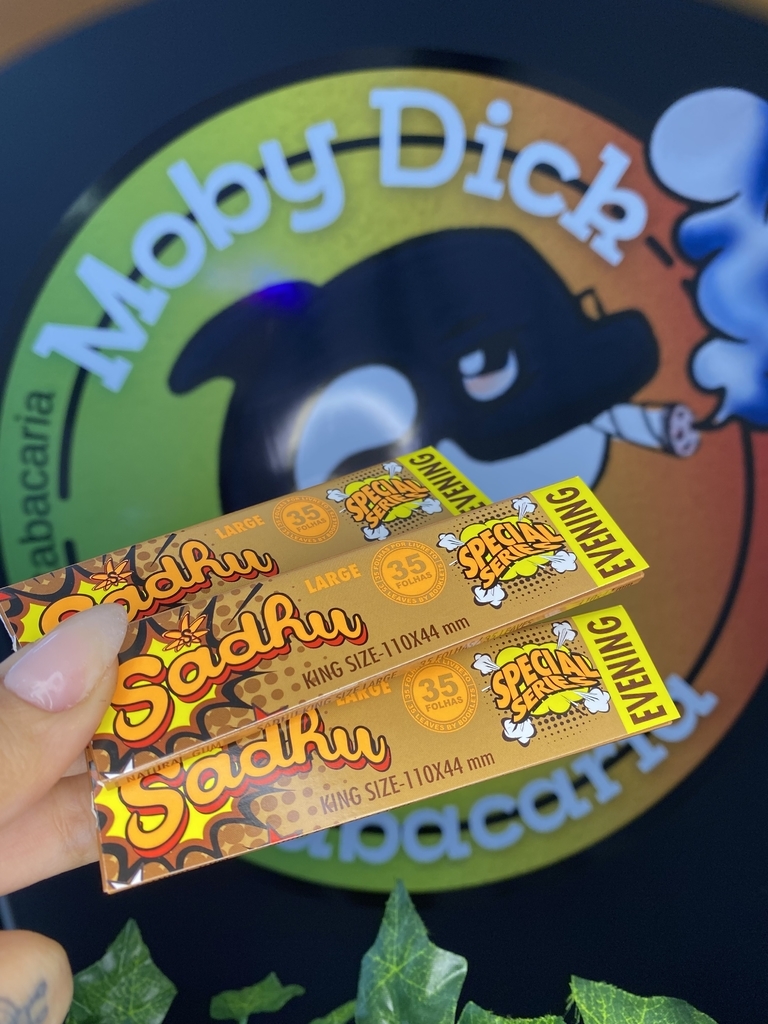 Moby Dick
abacaria
LARGE
35
FOLHAS
SPECIAL
SERIES
EVENING
Sadhu
LARGE
35
FOLHAS
SPECIAL
SERIES
EVENING
Sadhu
KING SIZE-110X44 mm
LARGE
35
FOLHAS
SPECIAL
SERIES
EVENING
Sadhu
KING SIZE-110X44 mm
abacaria